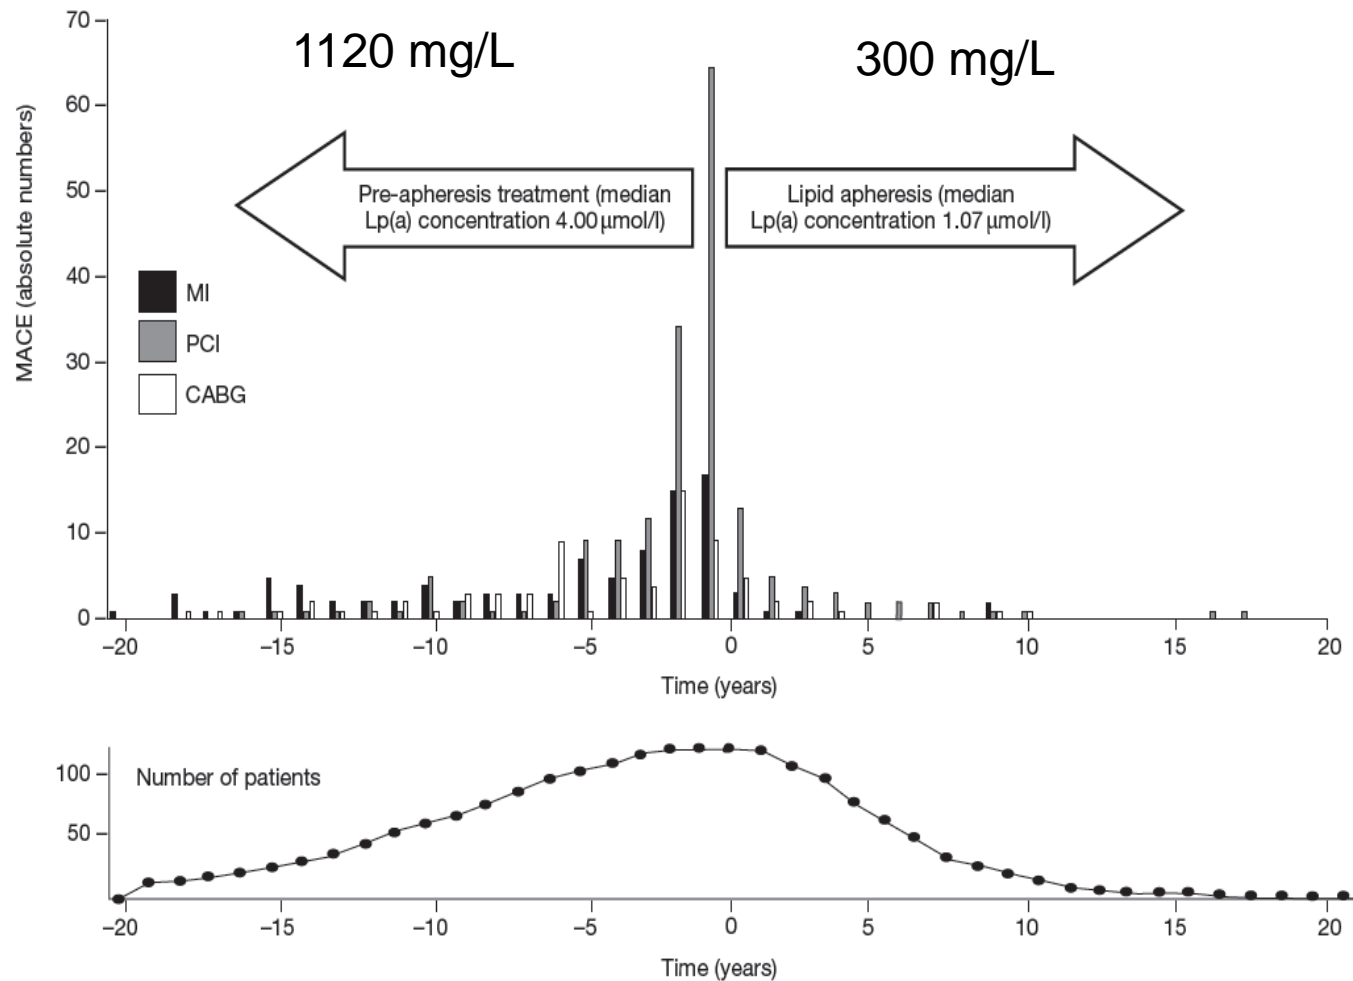 1120 mg/L
300 mg/L
MACE (absolute numbers)
70
60
50
40
30
20
10
0
Pre-apheresis treatment (median
Lp(a) concentration 4.00 µmol/l)
Lipid apheresis (median
Lp(a) concentration 1.07 µmol/l)
MI
PCI
CABG
–20 –15 –10 –5 0 5 10 15 20
Time (years)
Number of patients
100
50
–20 –15 –10 –5 0 5 10 15 20
Time (years)